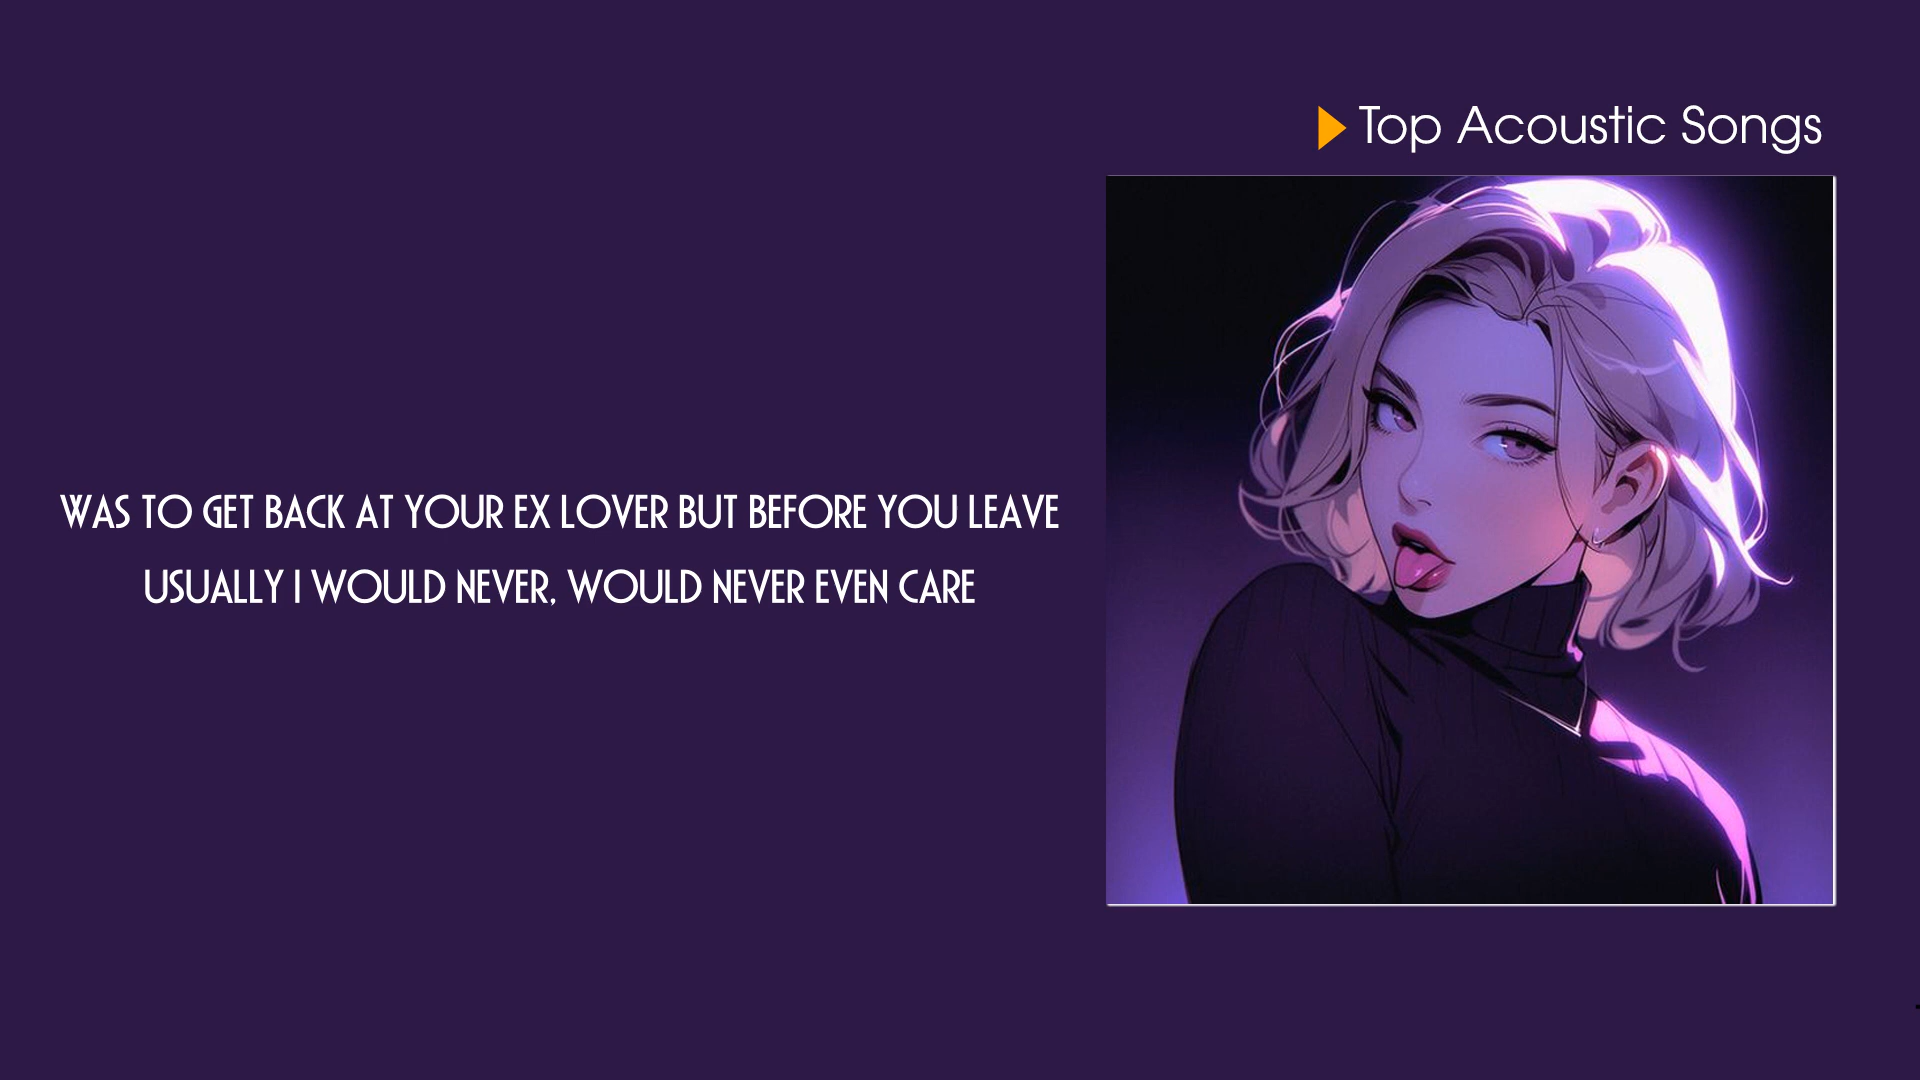 Top Acoustic Songs
WAS TO GET BACK AT YOUR EX LOVER BUT BEFORE YOU LEAVE
USUALLY I WOULD NEVER, WOULD NEVER EVEN CARE